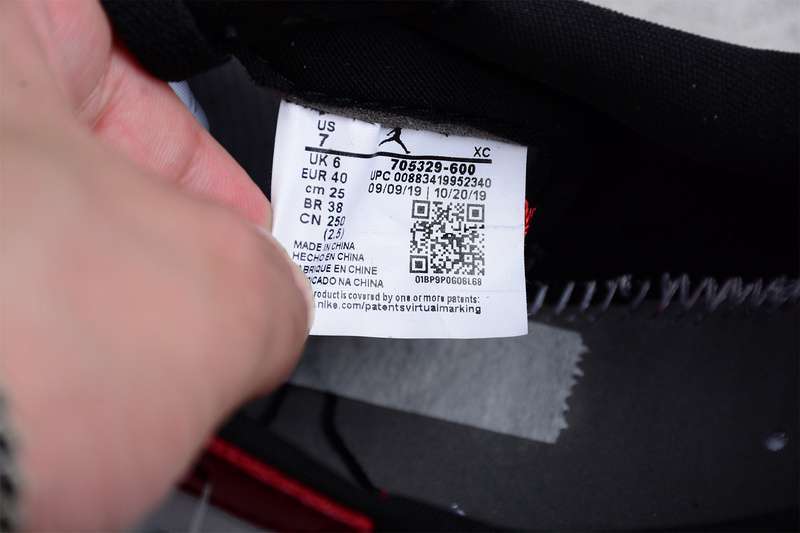 US
7
XC
UK 6
705329-600
EUR 40
UPC 00883419952340
cm 25
09/09/19 | 10/20/19
BR 38
CN 250
(2.5)
MADE IN CHINA
HECHO EN CHINA
FABRIQUE EN CHINE
ICADO NA CHINA
01BP9P0606L68
product is covered by one or more patents:
.nike.com/patentsvirtualmarking